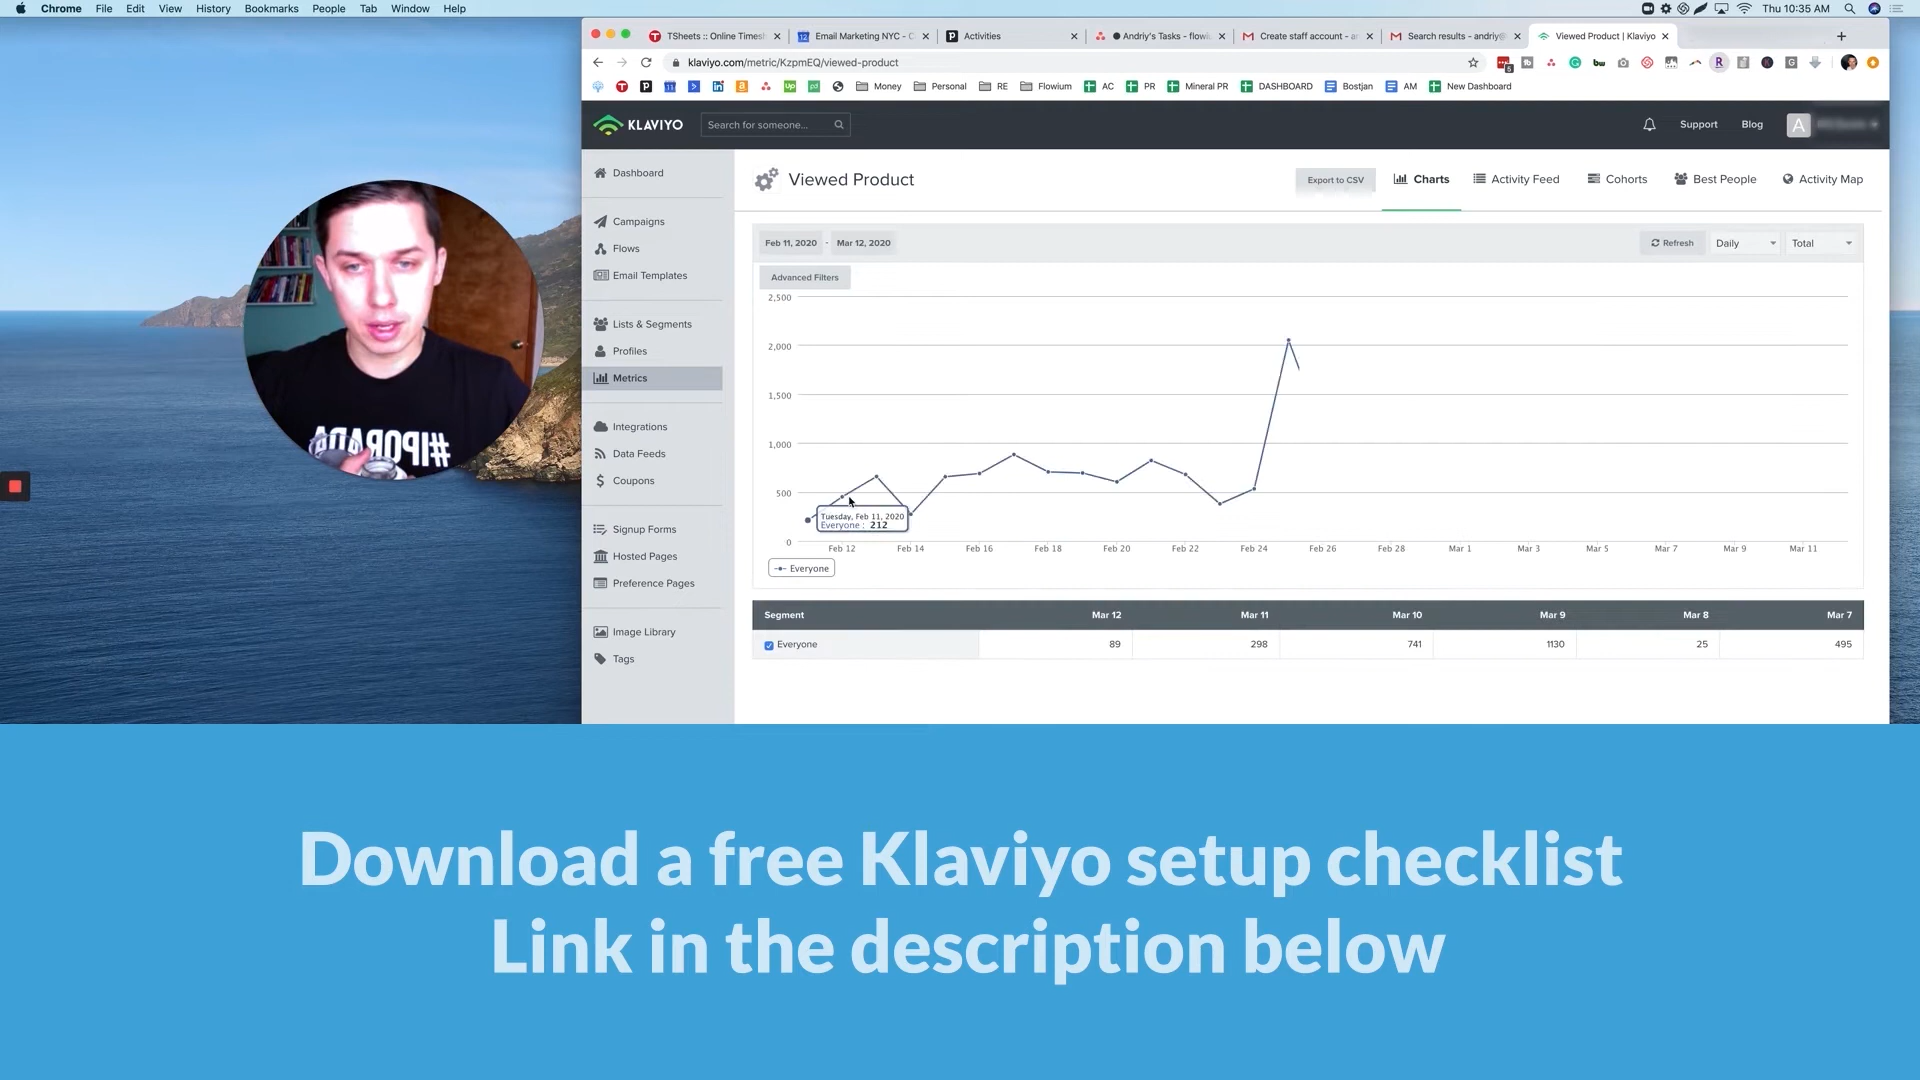 Chrome File Edit View History Bookmarks People Tab Window Help
Thu 10:35 AM
TSheets :: Online Timesh
Email Marketing NYC - C
Activities
Andriy's Tasks - flowiu
Create staff account - a
Search results - andriy@
Viewed Product | Klaviyo
klaviyo.com/metric/KzpmEQ/viewed-product
Money Personal RE Flowium AC PR Mineral PR DASHBOARD Bostjan AM New Dashboard
KLAVIYO
Search for someone...
Support Blog
A
Dashboard
Campaigns
Flows
Email Templates
Lists & Segments
Profiles
Metrics
Integrations
Data Feeds
Coupons
Signup Forms
Hosted Pages
Preference Pages
Image Library
Tags
Viewed Product
Export to CSV
Charts Activity Feed Cohorts Best People Activity Map
Feb 11, 2020 - Mar 12, 2020
Refresh Daily Total
Advanced Filters
2,500
2,000
1,500
1,000
500
0
Tuesday, Feb 11, 2020
Everyone : 212
Feb 12 Feb 14 Feb 16 Feb 18 Feb 20 Feb 22 Feb 24 Feb 26 Feb 28 Mar 1 Mar 3 Mar 5 Mar 7 Mar 9 Mar 11
Everyone
Segment Mar 12 Mar 11 Mar 10 Mar 9 Mar 8 Mar 7
Everyone 89 298 741 1130 25 495
#IPORADA
Download a free Klaviyo setup checklist
Link in the description below